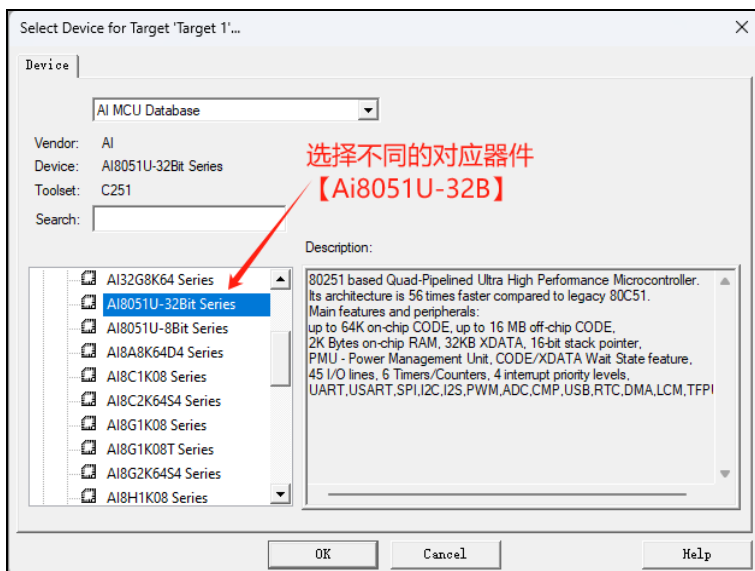 Select Device for Target 'Target 1'...
Device
AI MCU Database
Vendor: AI
Device: AI8051U-32Bit Series
Toolset: C251
Search:
选择不同的对应器件
【Ai8051U-32B】
Description:
AI32G8K64 Series
AI8051U-32Bit Series
AI8051U-8Bit Series
AI8A8K64D4 Series
AI8C1K08 Series
AI8C2K64S4 Series
AI8G1K08 Series
AI8G1K08T Series
AI8G2K64S4 Series
AI8H1K08 Series
80251 based Quad-Pipelined Ultra High Performance Microcontroller.
Its architecture is 56 times faster compared to legacy 80C51.
Main features and peripherals:
up to 64K on-chip CODE, up to 16 MB off-chip CODE,
2K Bytes on-chip RAM, 32KB XDATA, 16-bit stack pointer,
PMU - Power Management Unit, CODE/XDATA Wait State feature,
45 I/O lines, 6 Timers/Counters, 4 interrupt priority levels,
UART,USART,SPI,I2C,I2S,PWM,ADC,CMP,USB,RTC,DMA,LCM,TFPU
OK
Cancel
Help